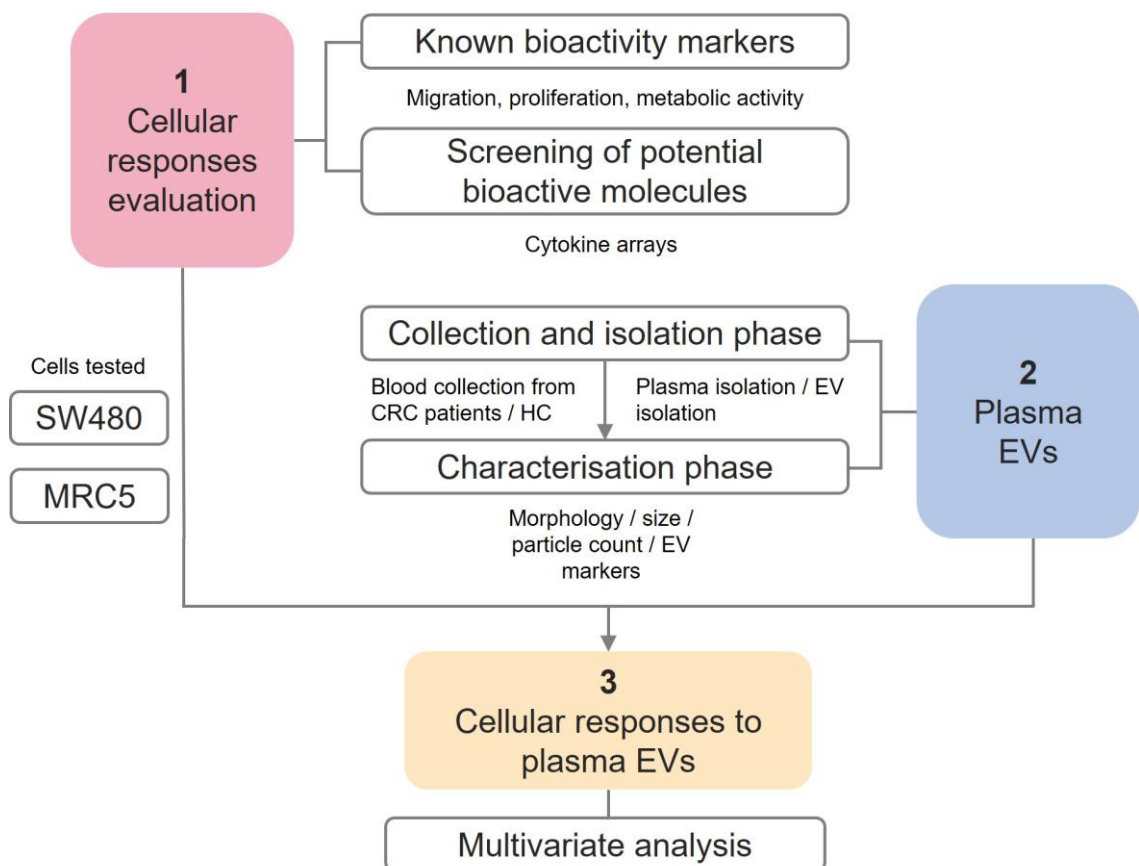 1
Cellular
responses
evaluation
Known bioactivity markers
Migration, proliferation, metabolic activity
Screening of potential
bioactive molecules
Cytokine arrays
Cells tested
SW480
MRC5
Collection and isolation phase
Blood collection from
CRC patients / HC
Plasma isolation / EV
isolation
Characterisation phase
Morphology / size /
particle count / EV
markers
2
Plasma
EVs
3
Cellular responses to
plasma EVs
Multivariate analysis